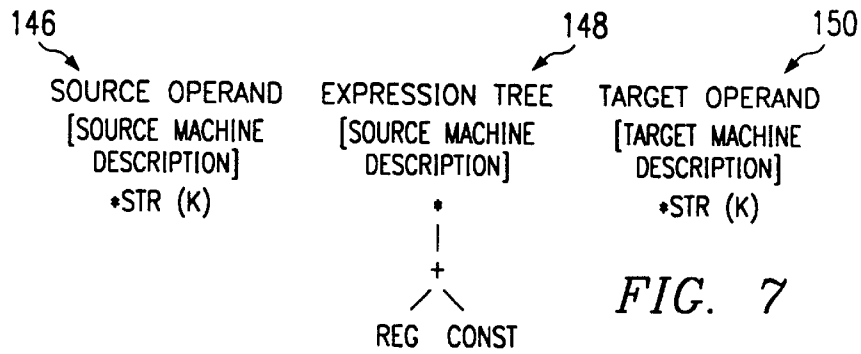 146 148 150
SOURCE OPERAND EXPRESSION TREE TARGET OPERAND
[SOURCE MACHINE [SOURCE MACHINE [TARGET MACHINE
DESCRIPTION] DESCRIPTION] DESCRIPTION]
*STR (K) * *STR (K)
+
REG CONST
FIG. 7